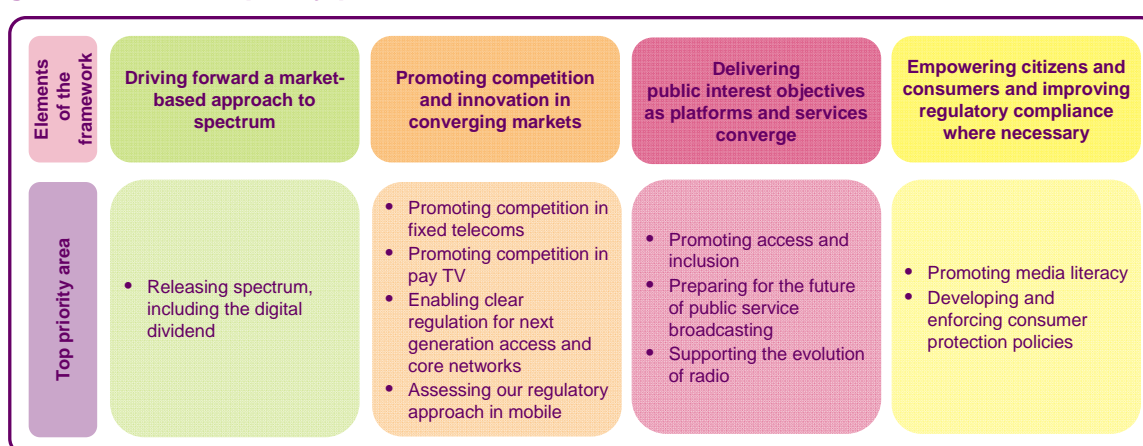 Elements
of the
framework
Driving forward a market-
based approach to
spectrum
Promoting competition
and innovation in
converging markets
Delivering
public interest objectives
as platforms and services
converge
Empowering citizens and
consumers and improving
regulatory compliance
where necessary
Top priority area
• Releasing spectrum,
including the digital
dividend
• Promoting competition in
fixed telecoms
• Promoting competition in
pay TV
• Enabling clear
regulation for next
generation access and
core networks
• Assessing our regulatory
approach in mobile
• Promoting access and
inclusion
• Preparing for the future
of public service
broadcasting
• Supporting the evolution
of radio
• Promoting media literacy
• Developing and
enforcing consumer
protection policies